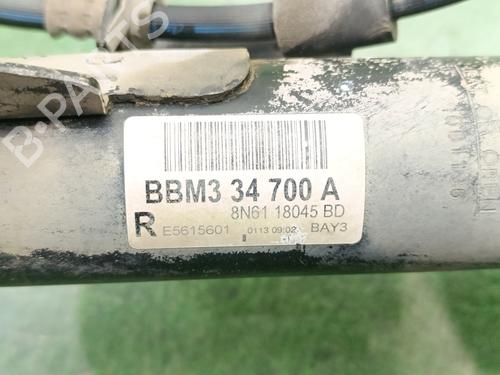 B-PARTS
BBM3 34 700 A
R 8N61 18045 BD
E5615601 0113 09:02 BAY3